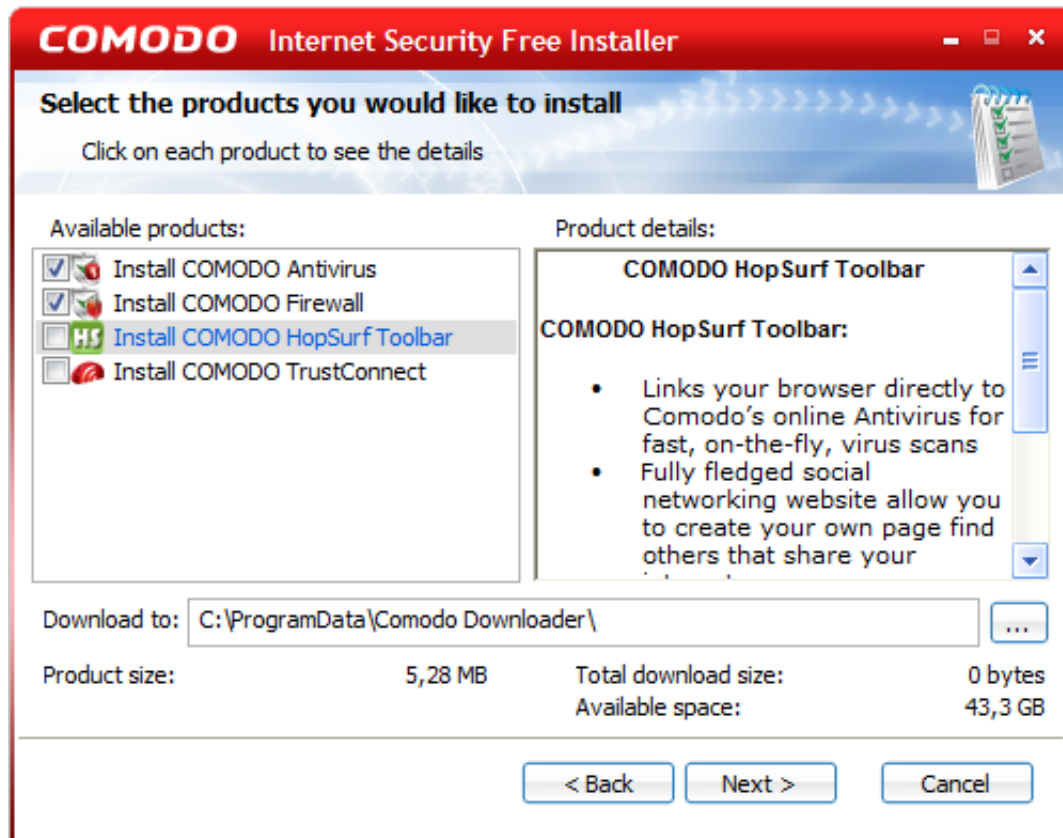 COMODO Internet Security Free Installer
Select the products you would like to install
Click on each product to see the details
Available products:
Install COMODO Antivirus
Install COMODO Firewall
HS Install COMODO HopSurf Toolbar
Install COMODO TrustConnect
Product details:
COMODO HopSurf Toolbar
COMODO HopSurf Toolbar:
• Links your browser directly to
Comodo's online Antivirus for
fast, on-the-fly, virus scans
• Fully fledged social
networking website allow you
to create your own page find
others that share your
Download to: C:\ProgramData\Comodo Downloader\
...
Product size: 5,28 MB
Total download size: 0 bytes
Available space: 43,3 GB
< Back Next > Cancel